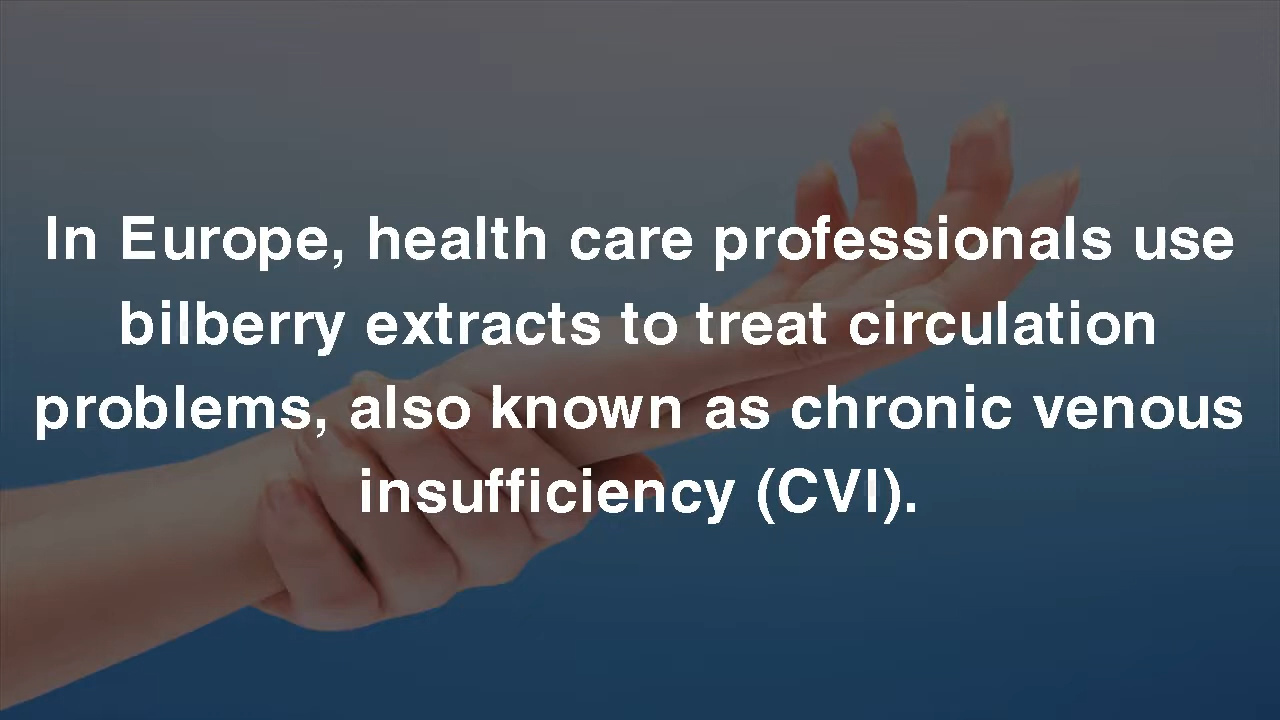 In Europe, health care professionals use
bilberry extracts to treat circulation
problems, also known as chronic venous
insufficiency (CVI).